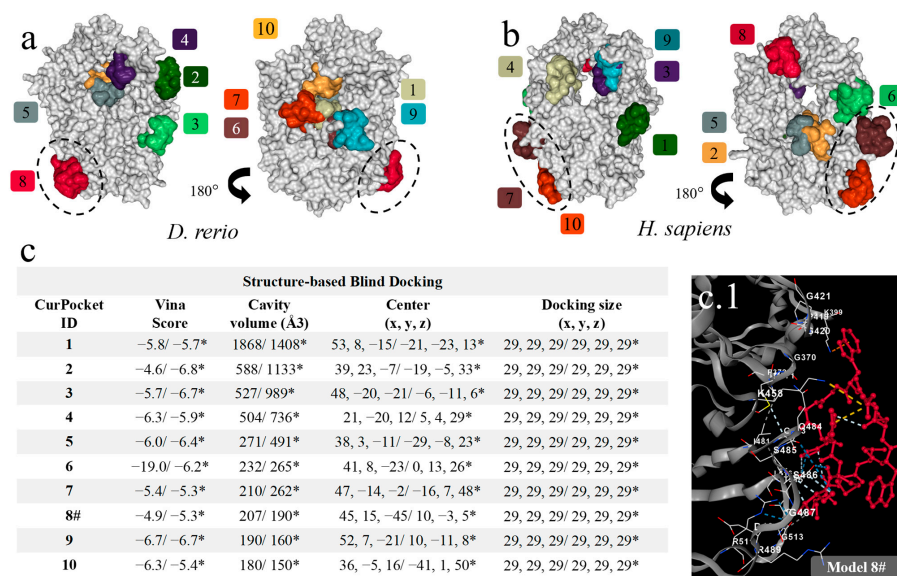 a
4
10
2
5
7
1
3
6
9
8
180°
D. rerio
b
9
8
4
3
6
5
1
2
7
10
180°
H. sapiens
c
Structure-based Blind Docking
CurPocket ID Vina Score Cavity volume (Å3) Center (x, y, z) Docking size (x, y, z)
1 −5.8/ −5.7* 1868/ 1408* 53, 8, −15/ −21, −23, 13* 29, 29, 29/ 29, 29, 29*
2 −4.6/ −6.8* 588/ 1133* 39, 23, −7/ −19, −5, 33* 29, 29, 29/ 29, 29, 29*
3 −5.7/ −6.7* 527/ 989* 48, −20, −21/ −6, −11, 6* 29, 29, 29/ 29, 29, 29*
4 −6.3/ −5.9* 504/ 736* 21, −20, 12/ 5, 4, 29* 29, 29, 29/ 29, 29, 29*
5 −6.0/ −6.4* 271/ 491* 38, 3, −11/ −29, −8, 23* 29, 29, 29/ 29, 29, 29*
6 −19.0/ −6.2* 232/ 265* 41, 8, −23/ 0, 13, 26* 29, 29, 29/ 29, 29, 29*
7 −5.4/ −5.3* 210/ 262* 47, −14, −2/ −16, 7, 48* 29, 29, 29/ 29, 29, 29*
8# −4.9/ −5.3* 207/ 190* 45, 15, −45/ 10, −3, 5* 29, 29, 29/ 29, 29, 29*
9 −6.7/ −6.7* 190/ 160* 52, 7, −21/ 10, −11, 8* 29, 29, 29/ 29, 29, 29*
10 −6.3/ −5.4* 180/ 150* 36, −5, 16/ −41, 1, 50* 29, 29, 29/ 29, 29, 29*
c.1
G421
K399
G370
K458
Q484
I481
S485
S486
G487
G513
R51
R489
Model 8#